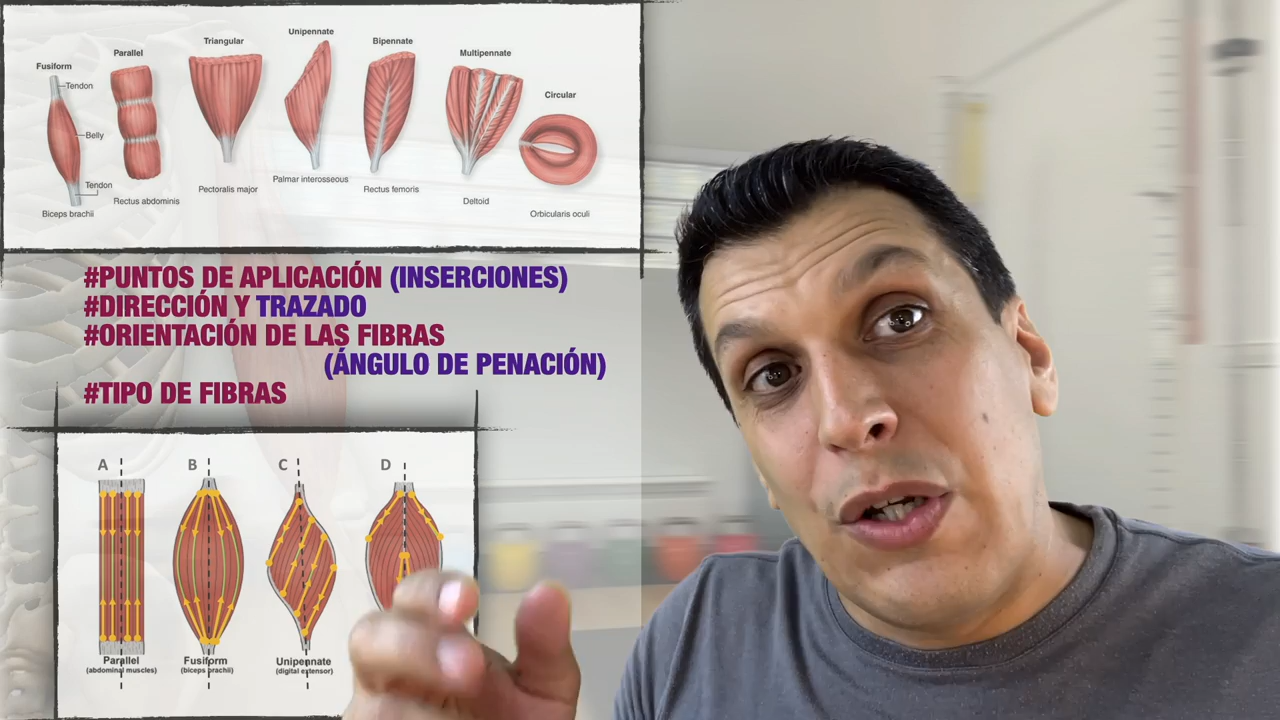 Fusiform
Tendon
Belly
Tendon
Biceps brachii
Parallel
Rectus abdominis
Triangular
Pectoralis major
Unipennate
Palmar interosseous
Bipennate
Rectus femoris
Multipennate
Deltoid
Circular
Orbicularis oculi
#PUNTOS DE APLICACIÓN (INSERCIONES)
#DIRECCIÓN Y TRAZADO
#ORIENTACIÓN DE LAS FIBRAS
(ÁNGULO DE PENACIÓN)
#TIPO DE FIBRAS
A B C D
Parallel
(abdominal muscles)
Fusiform
(biceps brachii)
Unipennate
(digital extensor)